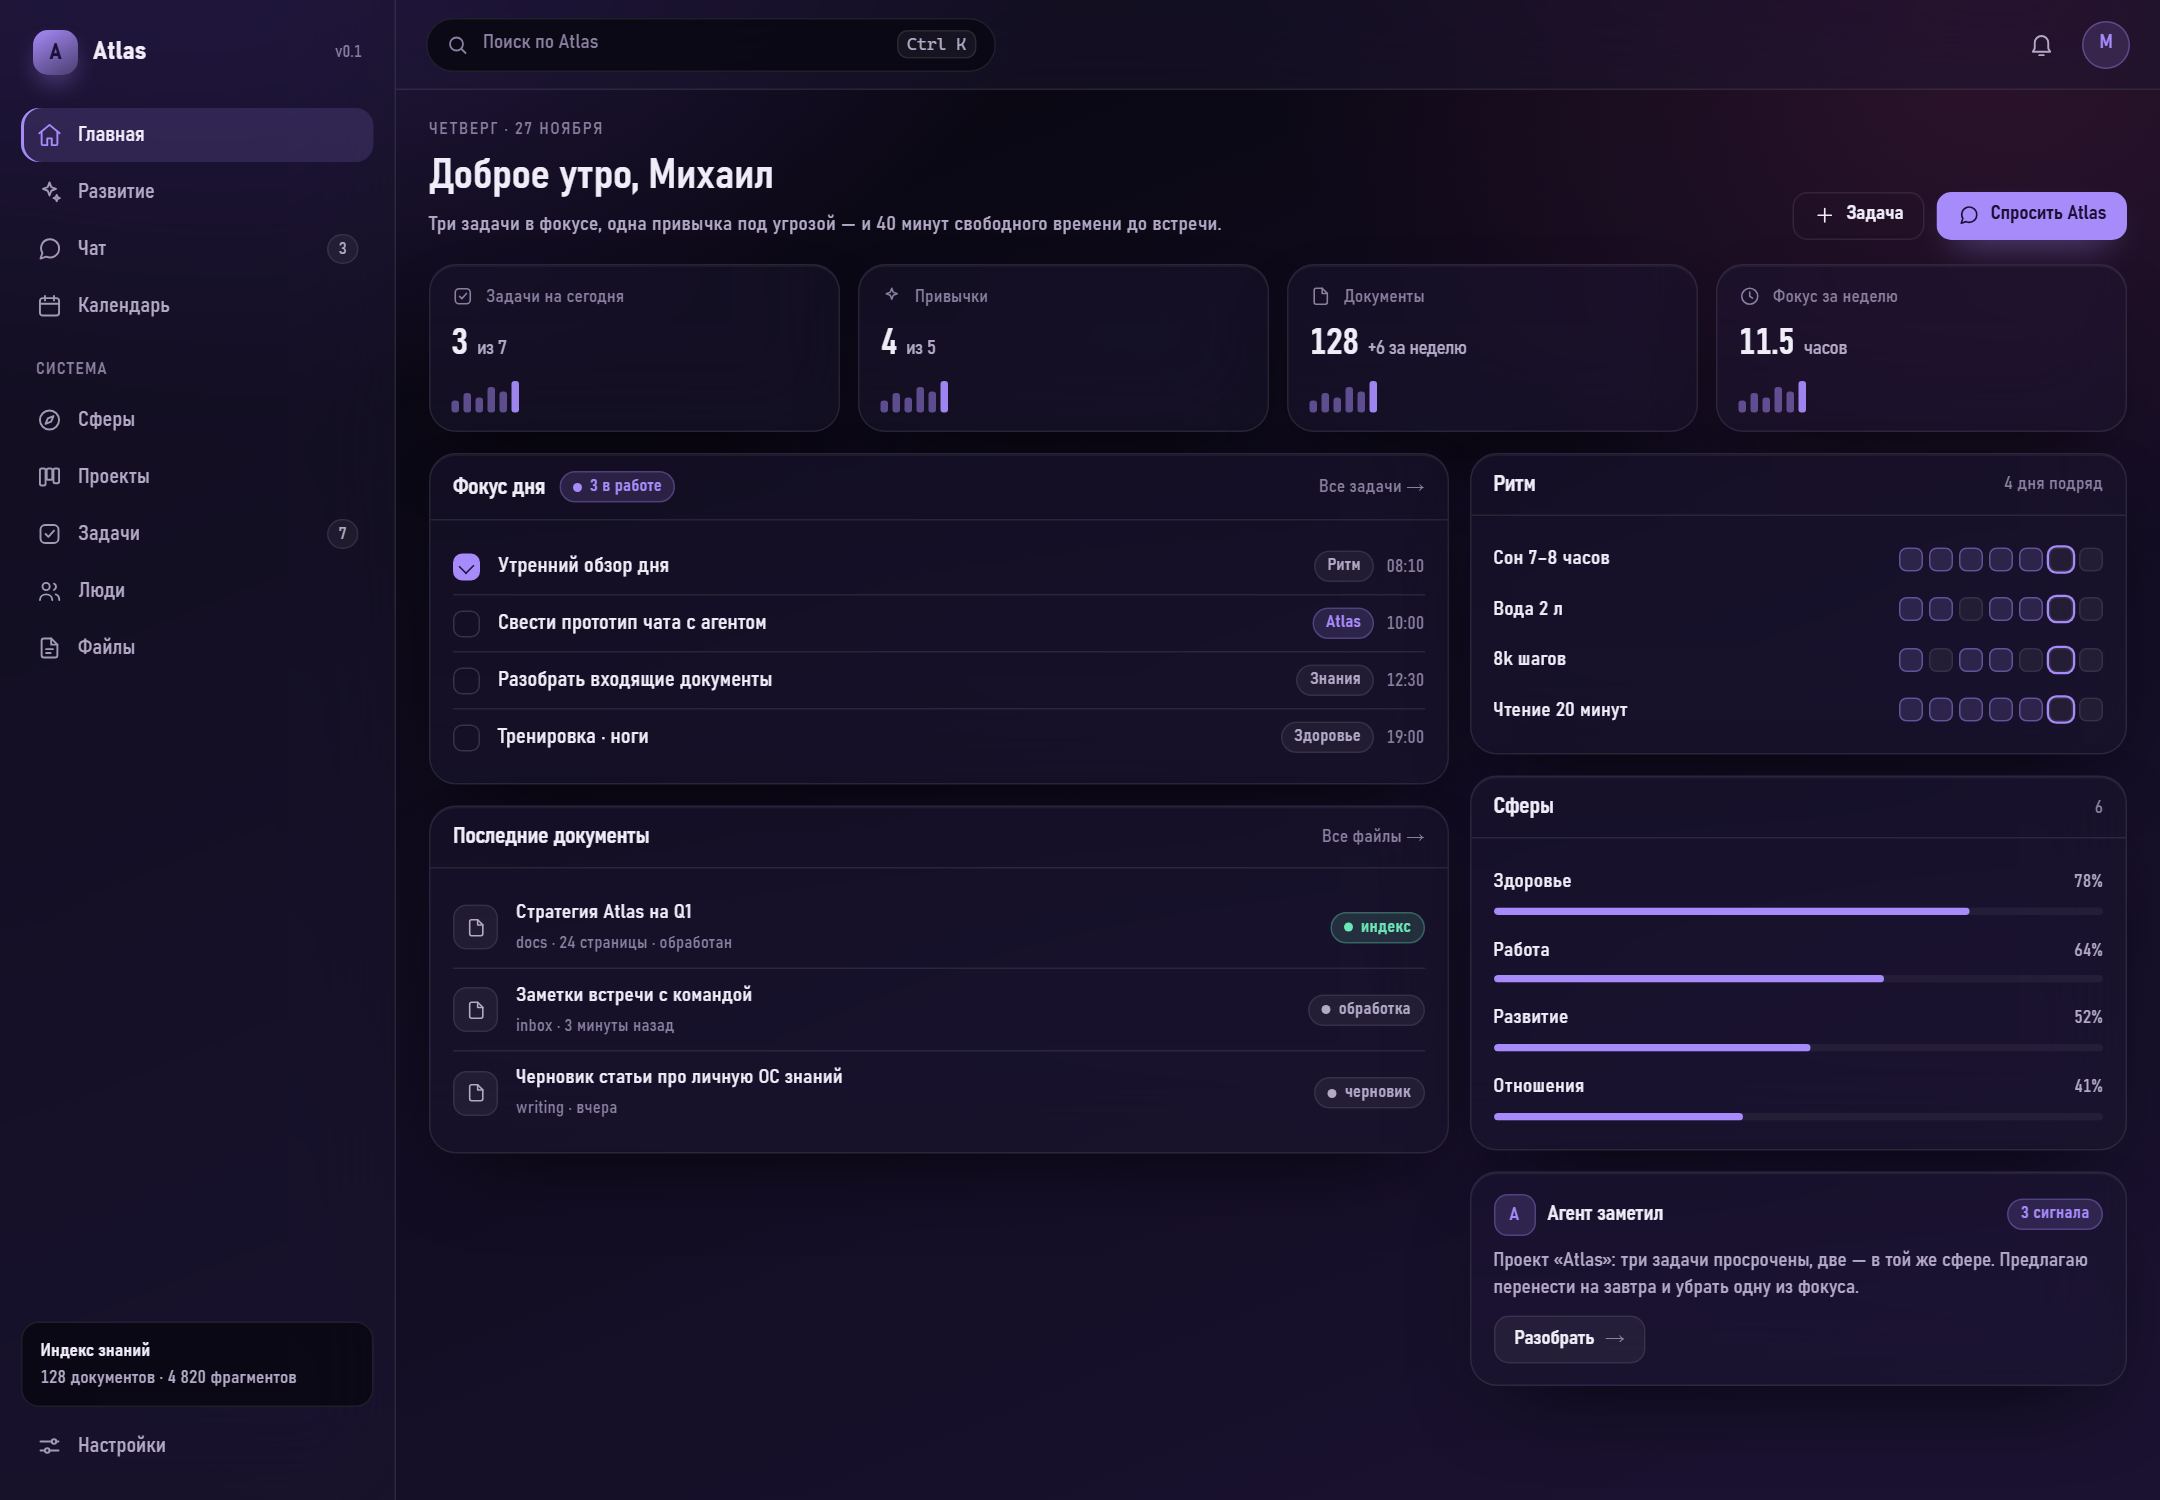 A
Atlas
v0.1
Главная
Развитие
Чат
3
Календарь
СИСТЕМА
Сферы
Проекты
Задачи
7
Люди
Файлы
Индекс знаний
128 документов · 4 820 фрагментов
Настройки
Поиск по Atlas
Ctrl K
M
ЧЕТВЕРГ · 27 НОЯБРЯ
Доброе утро, Михаил
Три задачи в фокусе, одна привычка под угрозой — и 40 минут свободного времени до встречи.
Задача
Спросить Atlas
Задачи на сегодня
3 из 7
Привычки
4 из 5
Документы
128 +6 за неделю
Фокус за неделю
11.5 часов
Фокус дня
3 в работе
Все задачи →
Утренний обзор дня
Ритм
08:10
Свести прототип чата с агентом
Atlas
10:00
Разобрать входящие документы
Знания
12:30
Тренировка · ноги
Здоровье
19:00
Последние документы
Все файлы →
Стратегия Atlas на Q1
docs · 24 страницы · обработан
индекс
Заметки встречи с командой
inbox · 3 минуты назад
обработка
Черновик статьи про личную ОС знаний
writing · вчера
черновик
Ритм
4 дня подряд
Сон 7–8 часов
Вода 2 л
8k шагов
Чтение 20 минут
Сферы
6
Здоровье
78%
Работа
64%
Развитие
52%
Отношения
41%
A
Агент заметил
3 сигнала
Проект «Atlas»: три задачи просрочены, две — в той же сфере. Предлагаю
перенести на завтра и убрать одну из фокуса.
Разобрать →